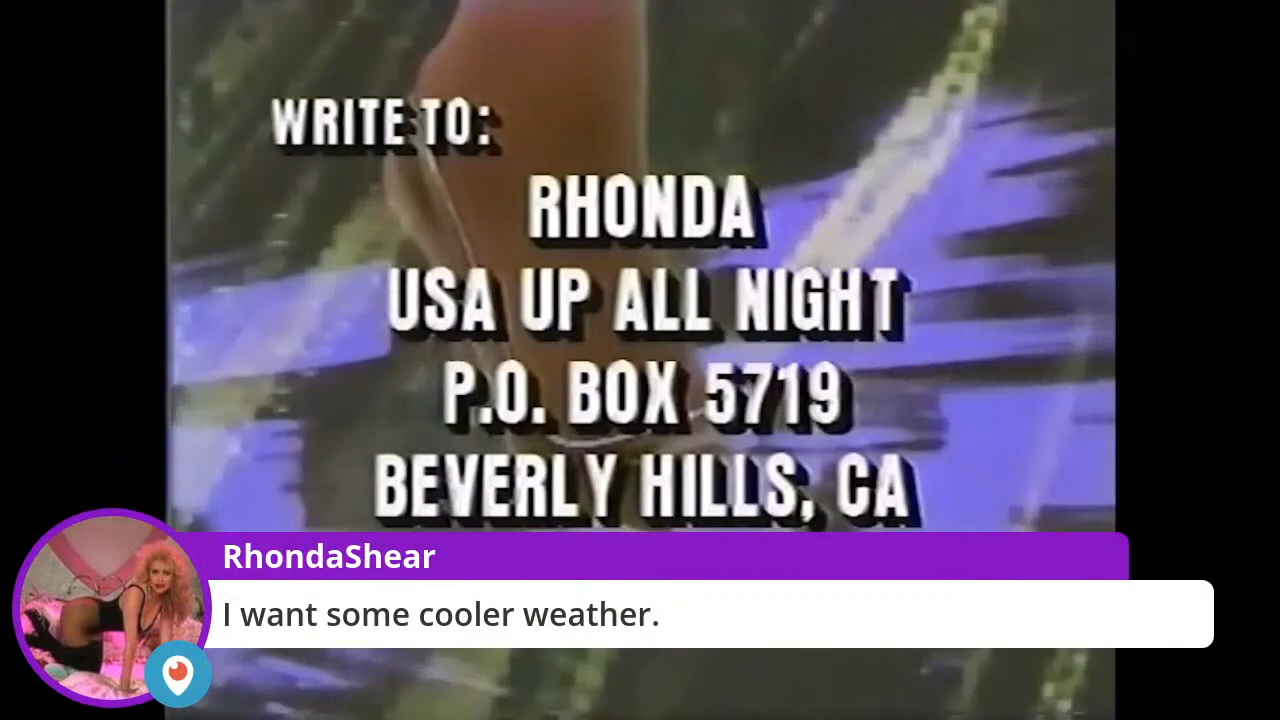 WRITE TO:
RHONDA
USA UP ALL NIGHT
P.O. BOX 5719
BEVERLY HILLS, CA
RhondaShear
I want some cooler weather.